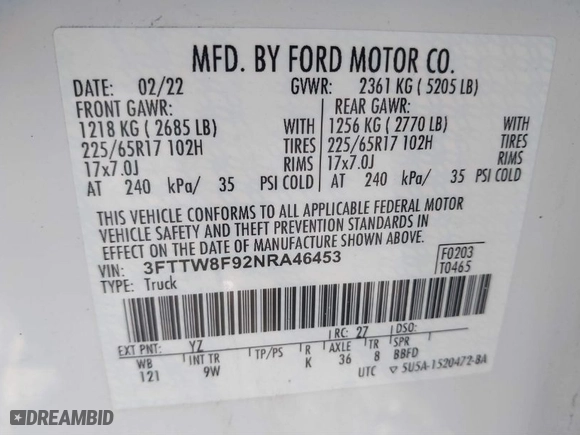 MFD. BY FORD MOTOR CO.
DATE: 02/22 GVWR: 2361 KG ( 5205 LB)
FRONT GAWR: REAR GAWR:
1218 KG ( 2685 LB) WITH 1256 KG ( 2770 LB) WITH
225/65R17 102H TIRES 225/65R17 102H TIRES
17x7.0J RIMS 17x7.0J RIMS
AT 240 kPa/ 35 PSI COLD AT 240 kPa/ 35 PSI COLD
THIS VEHICLE CONFORMS TO ALL APPLICABLE FEDERAL MOTOR
VEHICLE SAFETY AND THEFT PREVENTION STANDARDS IN
EFFECT ON THE DATE OF MANUFACTURE SHOWN ABOVE.
VIN: 3FTTW8F92NRA46453 F0203
TYPE: Truck T0465
EXT PNT: YZ RC: 27 DSO:
WB INT TR TP/PS R AXLE TR SPR
121 9W K 36 8 BBFD
UTC 5U5A-1520472-BA
DREAMBID